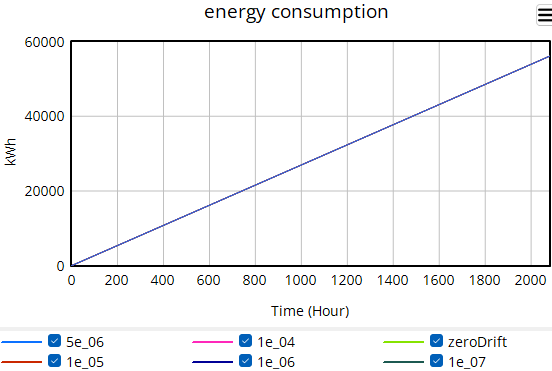 energy consumption
60000
40000
20000
0
kWh
0 200 400 600 800 1000 1200 1400 1600 1800 2000
Time (Hour)
5e_06 1e_04 zeroDrift
1e_05 1e_06 1e_07